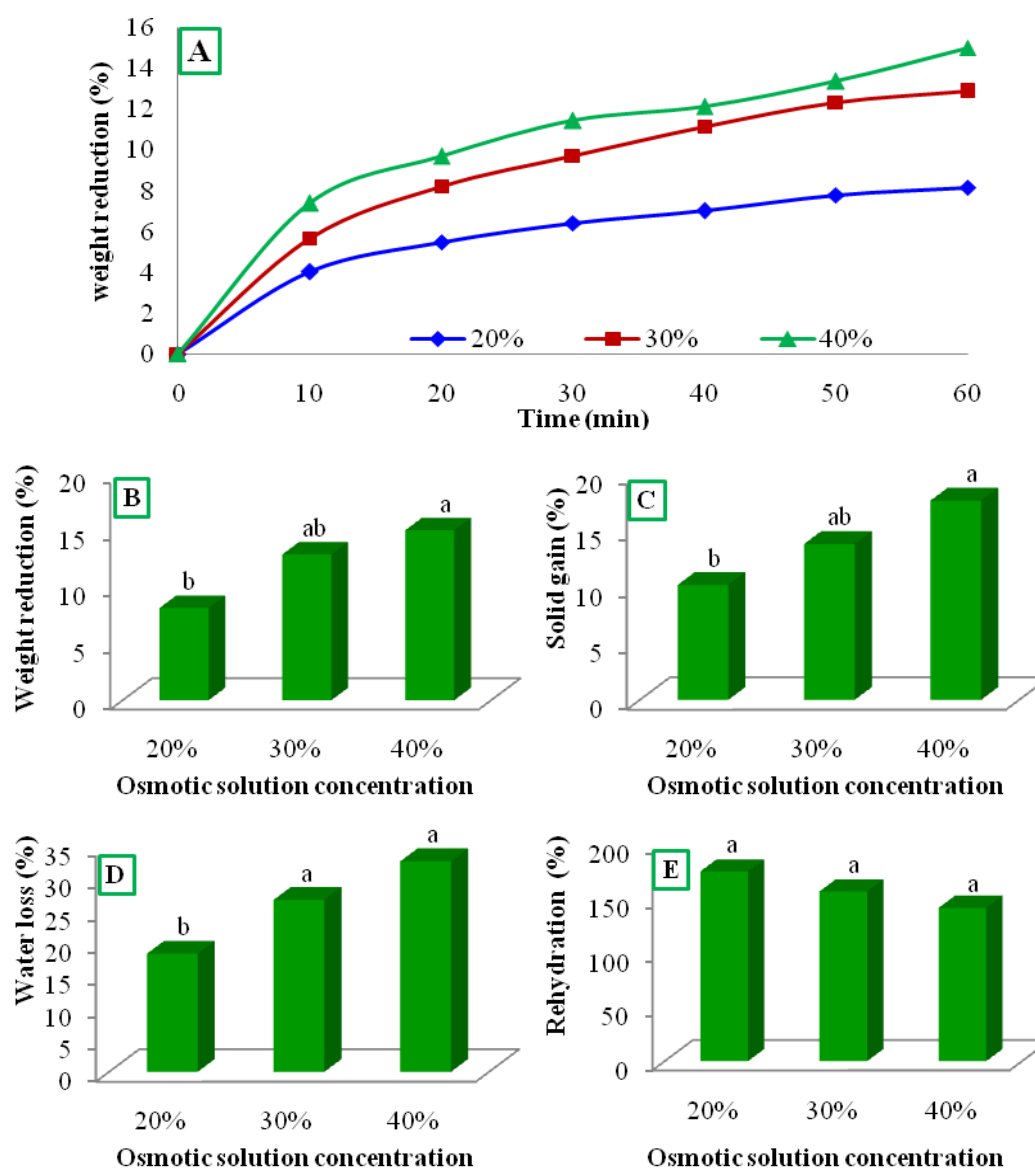 A
weight reduction (%)
16
14
12
10
8
6
4
2
0
20%
30%
40%
0 10 20 30 40 50 60
Time (min)
B
Weight reduction (%)
20
15
10
5
0
b
ab
a
20% 30% 40%
Osmotic solution concentration
C
Solid gain (%)
20
15
10
5
0
b
ab
a
20% 30% 40%
Osmotic solution concentration
D
Water loss (%)
35
30
25
20
15
10
5
0
b
a
a
20% 30% 40%
Osmotic solution concentration
E
Rehydration (%)
200
150
100
50
0
a
a
a
20% 30% 40%
Osmotic solution concentration